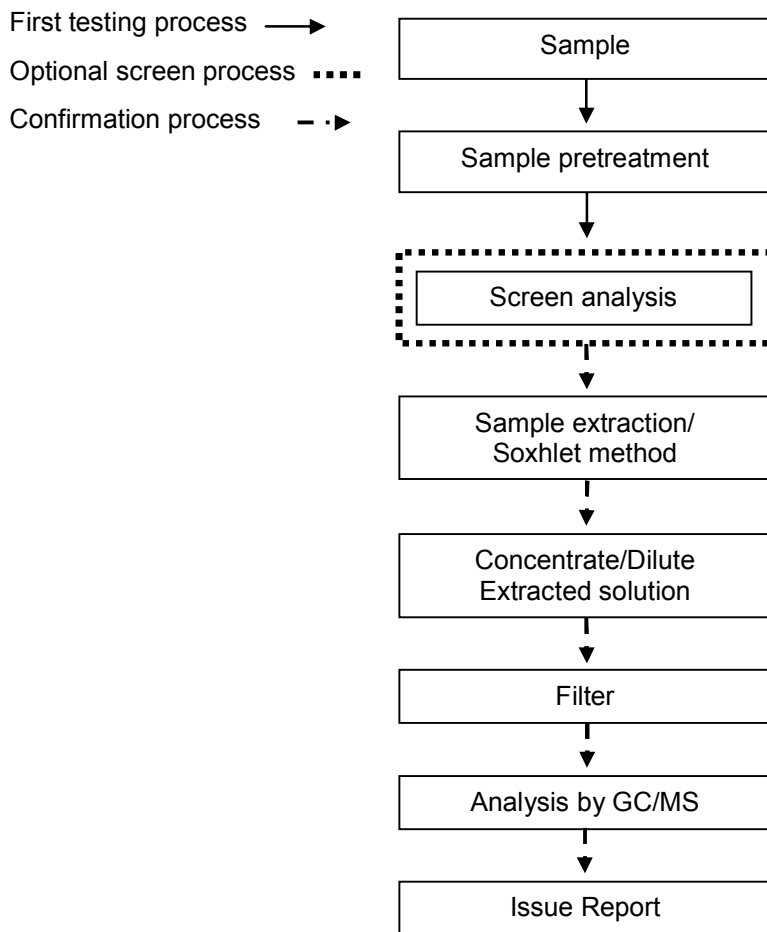 First testing process
Optional screen process
Confirmation process
Sample
Sample pretreatment
Screen analysis
Sample extraction/
Soxhlet method
Concentrate/Dilute
Extracted solution
Filter
Analysis by GC/MS
Issue Report